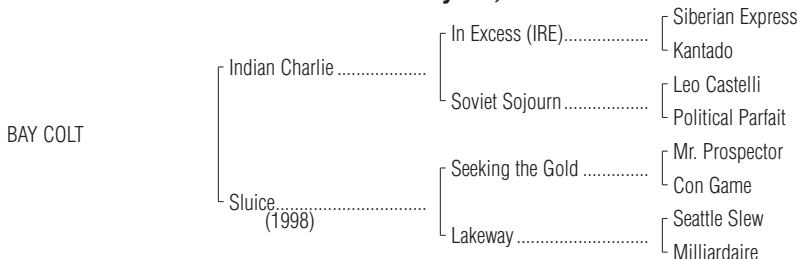 Siberian Express
In Excess (IRE)..................
Kantado
Indian Charlie ...................
Leo Castelli
Soviet Sojourn ..................
Political Parfait
BAY COLT
Mr. Prospector
Seeking the Gold ..............
Con Game
Sluice................................
(1998)
Seattle Slew
Lakeway ............................
Milliardaire